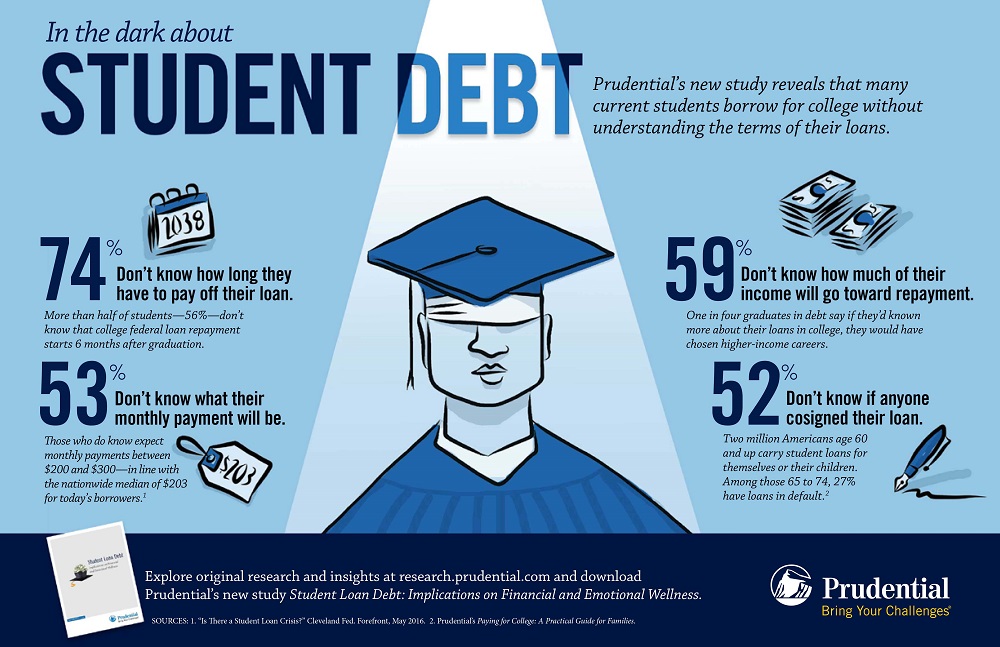 In the dark about
STUDENT DEBT
Prudential's new study reveals that many
current students borrow for college without
understanding the terms of their loans.
2038
74%
Don't know how long they
have to pay off their loan.
More than half of students—56%—don't
know that college federal loan repayment
starts 6 months after graduation.
53%
Don't know what their
monthly payment will be.
Those who do know expect
monthly payments between
$200 and $300—in line with
the nationwide median of $203
for today's borrowers.1
$203
$
$
59%
Don't know how much of their
income will go toward repayment.
One in four graduates in debt say if they'd known
more about their loans in college, they would have
chosen higher-income careers.
52%
Don't know if anyone
cosigned their loan.
Two million Americans age 60
and up carry student loans for
themselves or their children.
Among those 65 to 74, 27%
have loans in default.2
Student Loan Debt
Explore original research and insights at research.prudential.com and download
Prudential's new study Student Loan Debt: Implications on Financial and Emotional Wellness.
SOURCES: 1. "Is There a Student Loan Crisis?" Cleveland Fed. Forefront, May 2016. 2. Prudential's Paying for College: A Practical Guide for Families.
Prudential
Bring Your Challenges®